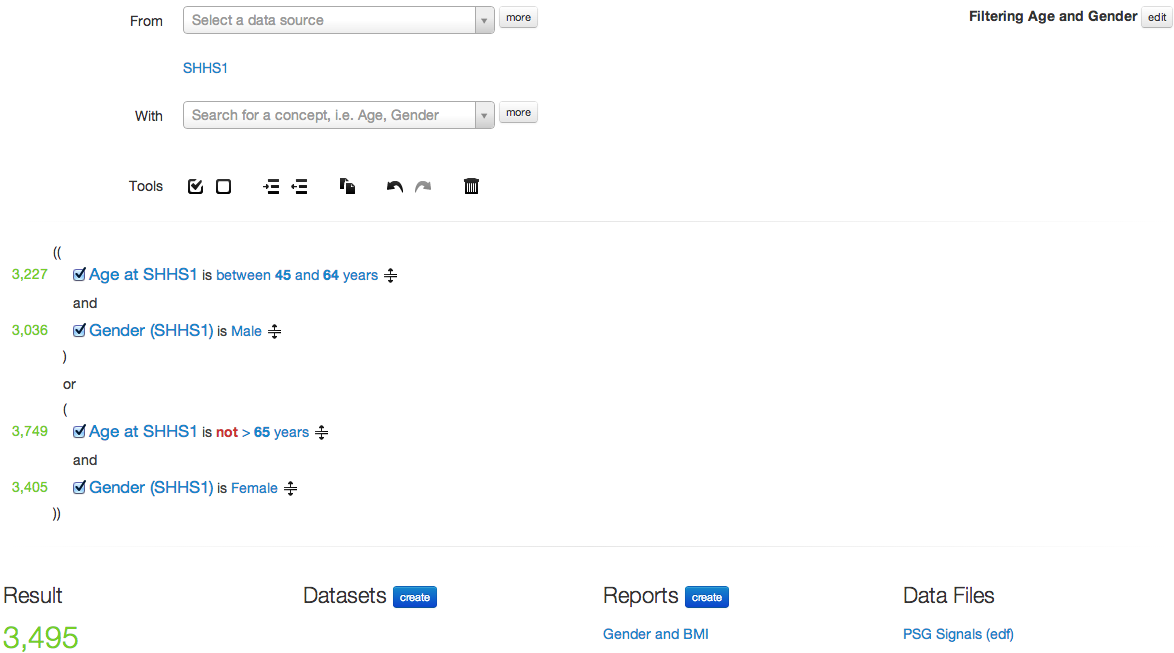 From Select a data source more Filtering Age and Gender edit
SHHS1
With Search for a concept, i.e. Age, Gender more
Tools
((
3,227 Age at SHHS1 is between 45 and 64 years
and
3,036 Gender (SHHS1) is Male
)
or
(
3,749 Age at SHHS1 is not > 65 years
and
3,405 Gender (SHHS1) is Female
))
Result Datasets create Reports create Data Files
3,495 Gender and BMI PSG Signals (edf)